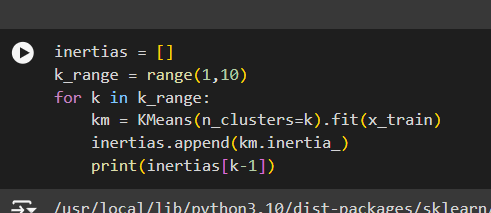 inertias = []
k_range = range(1,10)
for k in k_range:
    km = KMeans(n_clusters=k).fit(x_train)
    inertias.append(km.inertia_)
    print(inertias[k-1])
/usr/local/lib/python3.10/dist-packages/sklearn